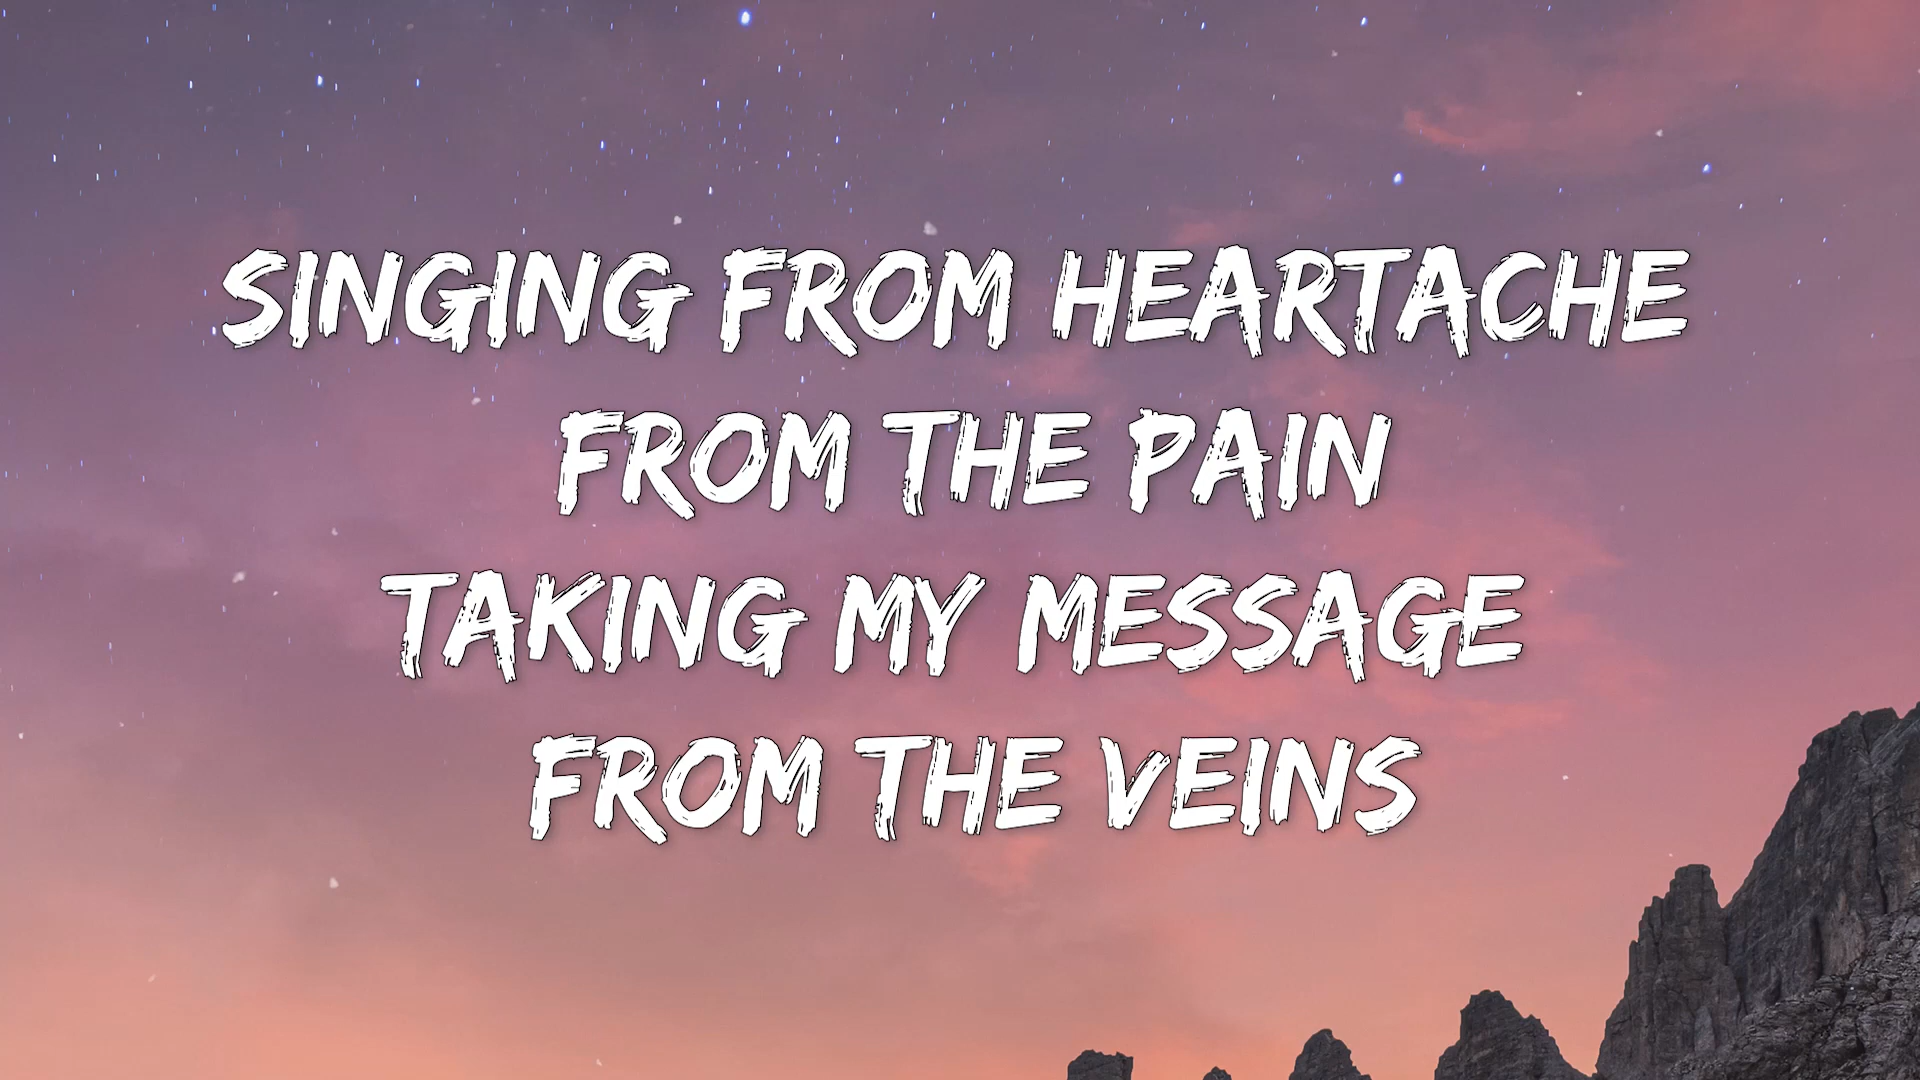 SINGING FROM HEARTACHE
FROM THE PAIN
TAKING MY MESSAGE
FROM THE VEINS